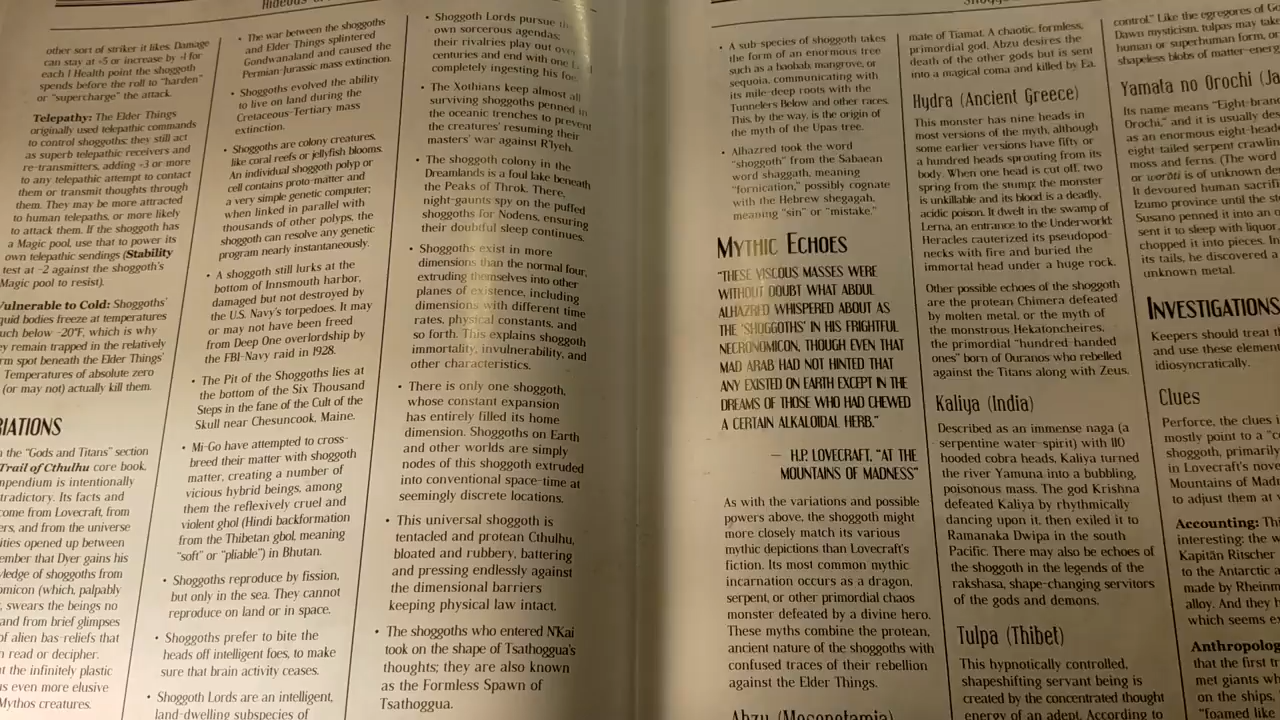 Hideous
other sort of striker it likes. Damage
can stay at +5 or increase by +1 for
each 1 Health point the shoggoth
spends before the roll to "harden"
or "supercharge" the attack.
Telepathy: The Elder Things
originally used telepathic commands
to control shoggoths; they still act
as superb telepathic receivers and
re-transmitters, adding +3 or more
to any telepathic attempt to contact
them or transmit thoughts through
them. They may be more attracted
to human telepaths, or more likely
to attack them. If the shoggoth has
a Magic pool, use that to power its
own telepathic sendings (Stability
test at -2 against the shoggoth's
Magic pool to resist).
Vulnerable to Cold: Shoggoths'
bodies freeze at temperatures
below -20°F, which is why
remain trapped in the relatively
spot beneath the Elder Things'
Temperatures of absolute zero
(or may not) actually kill them.
the "Gods and Titans" section
Trail of Cthulhu core book,
is intentionally
Its facts and
come from Lovecraft, from
and from the universe
opened up between
Dyer gains his
of shoggoths from
(which, palpably
swears the beings no
and from brief glimpses
of alien bas-reliefs that
read or decipher.
the infinitely plastic
even more elusive
Mythos creatures.
• The war between the shoggoths
and Elder Things splintered
Gondwanaland and caused the
Permian-Jurassic mass extinction.
• Shoggoths evolved the ability
to live on land during the
Cretaceous-Tertiary mass
extinction.
• Shoggoths are colony creatures,
like coral reefs or jellyfish blooms.
An individual shoggoth polyp or
cell contains proto-matter and
a very simple genetic computer;
when linked in parallel with
thousands of other polyps, the
shoggoth can resolve any genetic
program nearly instantaneously.
• A shoggoth still lurks at the
bottom of Innsmouth harbor,
damaged but not destroyed by
the U.S. Navy's torpedoes. It may
or may not have been freed
from Deep One overlordship by
the FBI-Navy raid in 1928.
• The Pit of the Shoggoths lies at
the bottom of the Six Thousand
Steps in the fane of the Cult of the
Skull near Chesuncook, Maine.
• Mi-Go have attempted to cross-
breed their matter with shoggoth
matter, creating a number of
vicious hybrid beings, among
them the reflexively cruel and
violent ghol (Hindi backformation
from the Thibetan gbol, meaning
"soft" or "pliable") in Bhutan.
• Shoggoths reproduce by fission,
but only in the sea. They cannot
reproduce on land or in space.
• Shoggoths prefer to bite the
heads off intelligent foes, to make
sure that brain activity ceases.
• Shoggoth Lords are an intelligent,
land-dwelling subspecies of
• Shoggoth Lords pursue
own sorcerous agendas;
their rivalries play out over
centuries and end with one
completely ingesting his foe.
• The Xothians keep almost all
surviving shoggoths penned in
the oceanic trenches to prevent
the creatures' resuming their
masters' war against R'lyeh.
• The shoggoth colony in the
Dreamlands is a foul lake beneath
the Peaks of Throk. There,
night-gaunts spy on the puffed
shoggoths for Nodens, ensuring
their doubtful sleep continues.
• Shoggoths exist in more
dimensions than the normal four,
extruding themselves into other
planes of existence, including
dimensions with different time
rates, physical constants, and
so forth. This explains shoggoth
immortality, invulnerability, and
other characteristics.
• There is only one shoggoth,
whose constant expansion
has entirely filled its home
dimension. Shoggoths on Earth
and other worlds are simply
nodes of this shoggoth extruded
into conventional space-time at
seemingly discrete locations.
• This universal shoggoth is
tentacled and protean Cthulhu,
bloated and rubbery, battering
and pressing endlessly against
the dimensional barriers
keeping physical law intact.
• The shoggoths who entered N'Kai
took on the shape of Tsathoggua's
thoughts; they are also known
as the Formless Spawn of
Tsathoggua.
• A sub-species of shoggoth takes
the form of an enormous tree
such as a baobab, mangrove, or
sequoia, communicating with
its mile-deep roots with the
Tunnelers Below and other races.
This, by the way, is the origin of
the myth of the Upas tree.
• Alhazred took the word
"shoggoth" from the Sabaean
word shaggath, meaning
"fornication," possibly cognate
with the Hebrew shegagah,
meaning "sin" or "mistake."
MYTHIC ECHOES
"THESE VISCOUS MASSES WERE
WITHOUT DOUBT WHAT ABDUL
ALHAZRED WHISPERED ABOUT AS
THE 'SHOGGOTHS' IN HIS FRIGHTFUL
NECRONOMICON, THOUGH EVEN THAT
MAD ARAB HAD NOT HINTED THAT
ANY EXISTED ON EARTH EXCEPT IN THE
DREAMS OF THOSE WHO HAD CHEWED
A CERTAIN ALKALOIDAL HERB."
— H.P. LOVECRAFT, "AT THE
MOUNTAINS OF MADNESS"
As with the variations and possible
powers above, the shoggoth might
more closely match its various
mythic depictions than Lovecraft's
fiction. Its most common mythic
incarnation occurs as a dragon,
serpent, or other primordial chaos
monster defeated by a divine hero.
These myths combine the protean,
ancient nature of the shoggoths with
confused traces of their rebellion
against the Elder Things.
Abzu (Mesopotamia)
mate of Tiamat. A chaotic, formless,
primordial god, Abzu desires the
death of the other gods but is sent
into a magical coma and killed by Ea.
Hydra (Ancient Greece)
This monster has nine heads in
most versions of the myth, although
some earlier versions have fifty or
a hundred heads sprouting from its
body. When one head is cut off, two
spring from the stump; the monster
is unkillable and its blood is a deadly,
acidic poison. It dwelt in the swamp of
Lerna, an entrance to the Underworld:
Heracles cauterized its pseudopod-
necks with fire and buried the
immortal head under a huge rock.
Other possible echoes of the shoggoth
are the protean Chimera defeated
by molten metal, or the myth of
the monstrous Hekatoncheires,
the primordial "hundred-handed
ones" born of Ouranos who rebelled
against the Titans along with Zeus.
Kaliya (India)
Described as an immense naga (a
serpentine water-spirit) with 110
hooded cobra heads, Kaliya turned
the river Yamuna into a bubbling,
poisonous mass. The god Krishna
defeated Kaliya by rhythmically
dancing upon it, then exiled it to
Ramanaka Dwipa in the south
Pacific. There may also be echoes of
the shoggoth in the legends of the
rakshasa, shape-changing servitors
of the gods and demons.
Tulpa (Thibet)
This hypnotically controlled,
shapeshifting servant being is
created by the concentrated thought
energy of an adept. According to
control." Like the egregores of
Dawn mysticism, tulpas may take
human or superhuman form, or
shapeless blobs of matter-energy
Yamata no Orochi
Its name means
Orochi," and it is usually
as an enormous
eight-tailed serpent
moss and ferns. (The word
or woröti is of unknown
It devoured human
Izumo province until the
Susano penned it into an
sent it to sleep with liquor,
chopped it into pieces. In
its tails, he discovered a
unknown metal.
INVESTIGATIONS
Keepers should treat
and use these
idiosyncratically.
Clues
Perforce, the clues
mostly point to a
shoggoth, primarily
in Lovecraft's
Mountains of
to adjust them at
Accounting:
interesting: the
Kapitän Ritscher
to the Antarctic
made by
alloy. And they
which seems
that the first
met giants
on the ships,
"foamed like